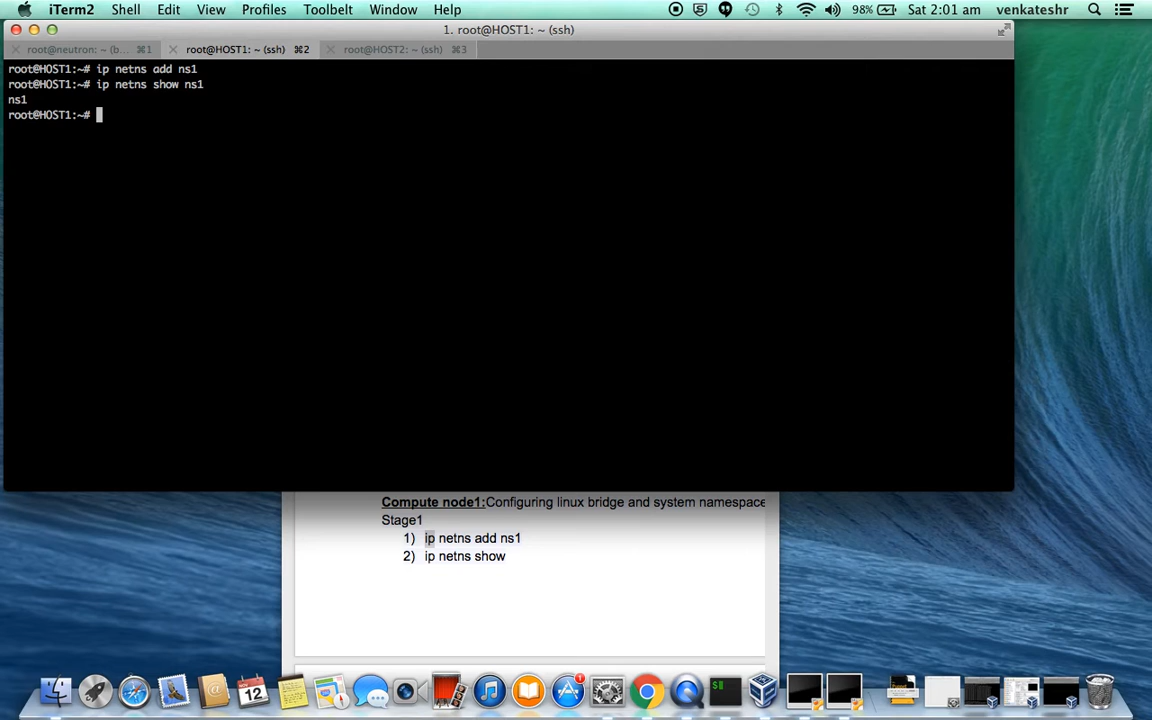 iTerm2 Shell Edit View Profiles Toolbelt Window Help 98% Sat 2:01 am venkateshr
1. root@HOST1: ~ (ssh)
root@neutron: ~ (b... ⌘1 root@HOST1: ~ (ssh) ⌘2 root@HOST2: ~ (ssh) ⌘3
root@HOST1:~# ip netns add ns1
root@HOST1:~# ip netns show ns1
ns1
root@HOST1:~#
Compute node1:Configuring linux bridge and system namespace
Stage1
1) ip netns add ns1
2) ip netns show
12
1